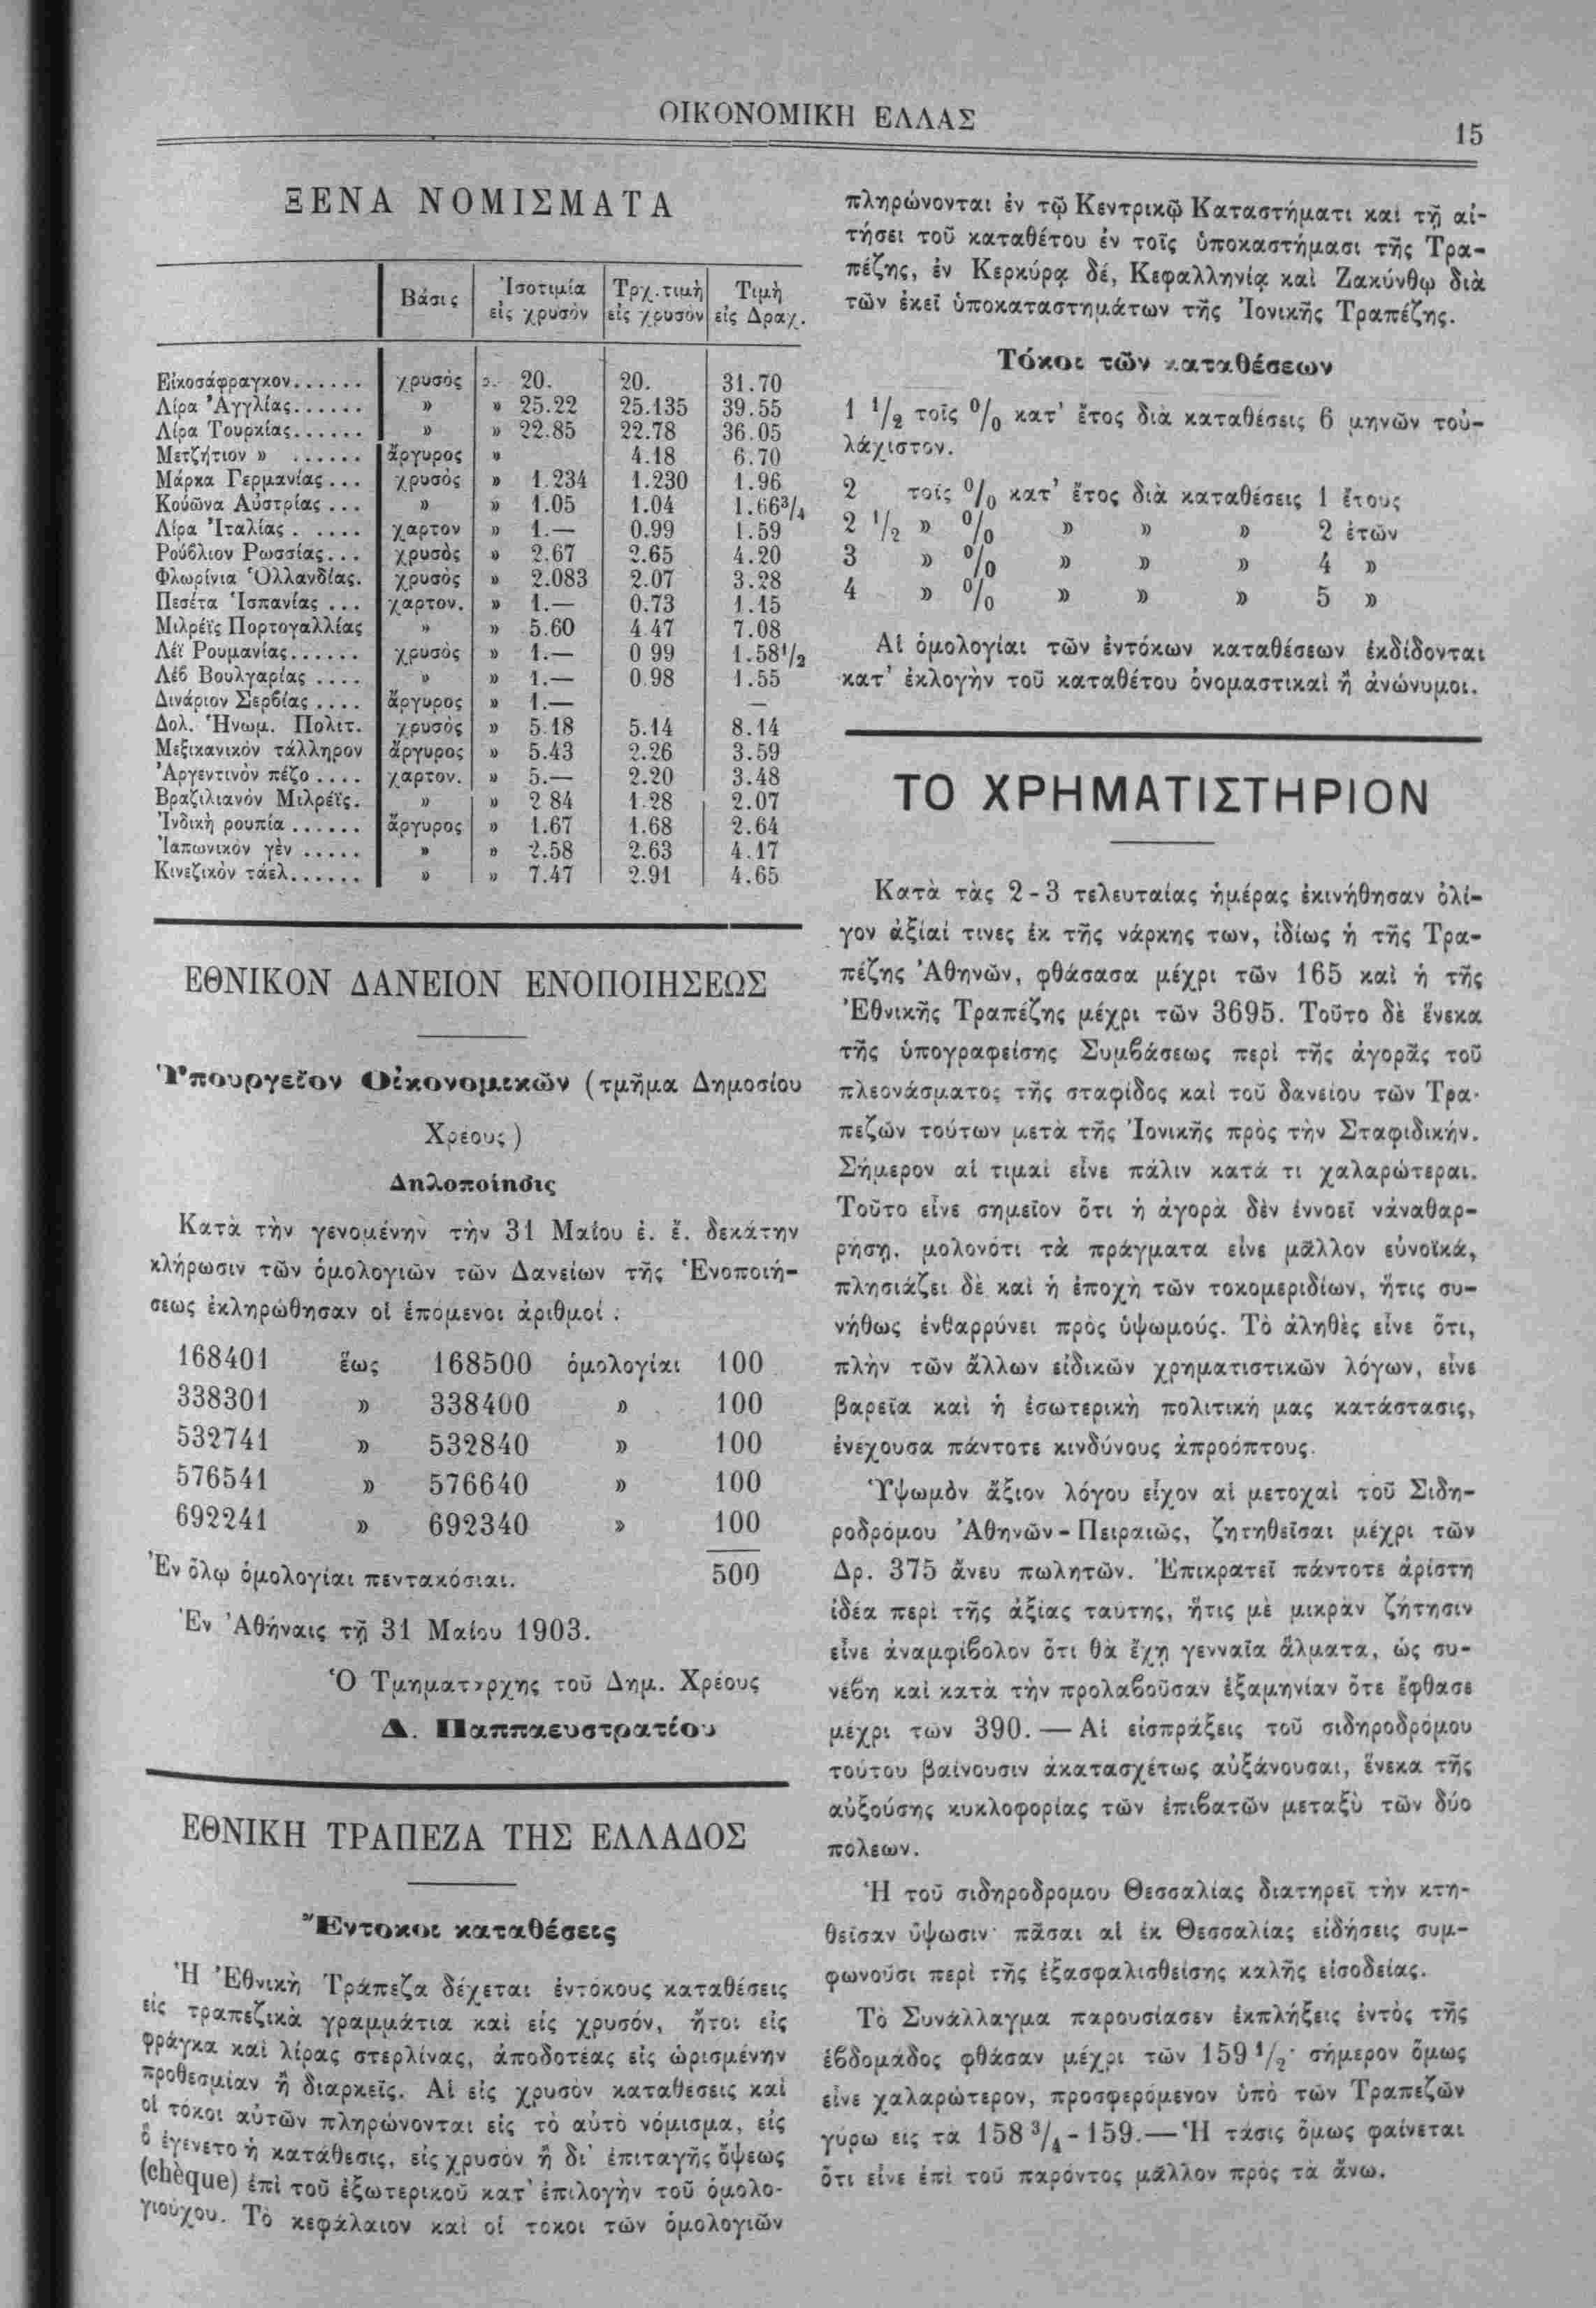 ΟΙΚΟΝΟΜΙΚΗ ΕΛΛΑΣ
15
ΞΕΝΑ ΝΟΜΙΣΜΑΤΑ
Βάσις Ἰσοτιμία εἰς χρυσὸν Τρχ.τιμὴ εἰς χρυσὸν Τιμὴ εἰς Δραχ.
Εἰκοσάφραγκον...... χρυσὸς 20. 20. 31.70
Λίρα Ἀγγλίας...... » » 25.22 25.135 39.55
Λίρα Τουρκίας...... » » 22.85 22.78 36.05
Μετζήτιον » ...... ἄργυρος » 4.18 6.70
Μάρκα Γερμανίας... χρυσὸς » 1.234 1.230 1.96
Κούωνα Αὐστρίας... » » 1.05 1.04 1.66³/₄
Λίρα Ἰταλίας...... χαρτον » 1.— 0.99 1.59
Ρούβλιον Ρωσσίας... χρυσὸς » 2.67 2.65 4.20
Φλωρίνια Ὁλλανδίας. χρυσὸς » 2.083 2.07 3.28
Πεσέτα Ἱσπανίας... χαρτον. » 1.— 0.73 1.15
Μιλρέϊς Πορτογαλλίας » » 5.60 4 47 7.08
Λέϊ Ρουμανίας...... χρυσὸς » 1.— 0 99 1.58¹/₂
Λέβ Βουλγαρίας.... » » 1.— 0.98 1.55
Δινάριον Σερβίας.... ἄργυρος » 1.— —
Δολ. Ἡνωμ. Πολιτ. χρυσὸς » 5.18 5.14 8.14
Μεξικανικὸν τάλληρον ἄργυρος » 5.43 2.26 3.59
Ἀργεντινὸν πέζο.... χαρτον. » 5.— 2.20 3.48
Βραζιλιανὸν Μιλρέϊς. » » 2 84 1.28 2.07
Ἰνδικὴ ρουπία...... ἄργυρος » 1.67 1.68 2.64
Ἰαπωνικὸν γὲν..... » » 2.58 2.63 4.17
Κινεζικὸν τάελ...... » » 7.47 2.91 4.65
ΕΘΝΙΚΟΝ ΔΑΝΕΙΟΝ ΕΝΟΠΟΙΗΣΕΩΣ
Ὑπουργεῖον Οἰκονομικῶν (τμῆμα Δημοσίου
Χρέους)
Δηλοποίησις
Κατὰ τὴν γενομένην τὴν 31 Μαΐου ἐ. ἔ. δεκάτην
κλήρωσιν τῶν ὁμολογιῶν τῶν Δανείων τῆς Ἑνοποιή-
σεως ἐκληρώθησαν οἱ ἑπόμενοι ἀριθμοί :
168401 ἕως 168500 ὁμολογίαι 100
338301 » 338400 » 100
532741 » 532840 » 100
576541 » 576640 » 100
692241 » 692340 » 100
Ἐν ὅλῳ ὁμολογίαι πεντακόσιαι. 500
Ἐν Ἀθήναις τῇ 31 Μαΐου 1903.
Ὁ Τμηματάρχης τοῦ Δημ. Χρέους
Δ. Παππαευστρατίου
ΕΘΝΙΚΗ ΤΡΑΠΕΖΑ ΤΗΣ ΕΛΛΑΔΟΣ
Ἔντοκοι καταθέσεις
Ἡ Ἐθνικὴ Τράπεζα δέχεται ἐντόκους καταθέσεις
εἰς τραπεζικὰ γραμμάτια καὶ εἰς χρυσόν, ἤτοι εἰς
φράγκα καὶ λίρας στερλίνας, ἀποδοτέας εἰς ὡρισμένην
προθεσμίαν ἢ διαρκεῖς. Αἱ εἰς χρυσὸν καταθέσεις καὶ
οἱ τόκοι αὐτῶν πληρώνονται εἰς τὸ αὐτὸ νόμισμα, εἰς
ὃ ἐγένετο ἡ κατάθεσις, εἰς χρυσὸν ἢ δι' ἐπιταγῆς ὄψεως
(chèque) ἐπὶ τοῦ ἐξωτερικοῦ κατ' ἐπιλογὴν τοῦ ὁμολο-
γιούχου. Τὸ κεφάλαιον καὶ οἱ τόκοι τῶν ὁμολογιῶν
πληρώνονται ἐν τῷ Κεντρικῷ Καταστήματι καὶ τῇ αἰ-
τήσει τοῦ καταθέτου ἐν τοῖς ὑποκαστήμασι τῆς Τρα-
πέζης, ἐν Κερκύρᾳ δέ, Κεφαλληνίᾳ καὶ Ζακύνθῳ διὰ
τῶν ἐκεῖ ὑποκαταστημάτων τῆς Ἰονικῆς Τραπέζης.
Τόκοι τῶν καταθέσεων
1 ¹/₂ τοῖς ⁰/₀ κατ' ἔτος διὰ καταθέσεις 6 μηνῶν τοὐ-
λάχιστον.
2 τοῖς ⁰/₀ κατ' ἔτος διὰ καταθέσεις 1 ἔτους
2 ¹/₂ » ⁰/₀ » » » 2 ἐτῶν
3 » ⁰/₀ » » » 4 »
4 » ⁰/₀ » » » 5 »
Αἱ ὁμολογίαι τῶν ἐντόκων καταθέσεων ἐκδίδονται
κατ' ἐκλογὴν τοῦ καταθέτου ὀνομαστικαὶ ἢ ἀνώνυμοι.
ΤΟ ΧΡΗΜΑΤΙΣΤΗΡΙΟΝ
Κατὰ τὰς 2-3 τελευταίας ἡμέρας ἐκινήθησαν ὀλί-
γον ἀξίαί τινες ἐκ τῆς νάρκης των, ἰδίως ἡ τῆς Τρα-
πέζης Ἀθηνῶν, φθάσασα μέχρι τῶν 165 καὶ ἡ τῆς
Ἐθνικῆς Τραπέζης μέχρι τῶν 3695. Τοῦτο δὲ ἕνεκα
τῆς ὑπογραφείσης Συμβάσεως περὶ τῆς ἀγορᾶς τοῦ
πλεονάσματος τῆς σταφίδος καὶ τοῦ δανείου τῶν Τρα-
πεζῶν τούτων μετὰ τῆς Ἰονικῆς πρὸς τὴν Σταφιδικήν.
Σήμερον αἱ τιμαὶ εἶνε πάλιν κατά τι χαλαρώτεραι.
Τοῦτο εἶνε σημεῖον ὅτι ἡ ἀγορὰ δὲν ἐννοεῖ νἀναθαρ-
ρήσῃ, μολονότι τὰ πράγματα εἶνε μᾶλλον εὐνοϊκά,
πλησιάζει δὲ καὶ ἡ ἐποχὴ τῶν τοκομεριδίων, ἥτις συ-
νήθως ἐνθαρρύνει πρὸς ὑψωμούς. Τὸ ἀληθὲς εἶνε ὅτι,
πλὴν τῶν ἄλλων εἰδικῶν χρηματιστικῶν λόγων, εἶνε
βαρεῖα καὶ ἡ ἐσωτερικὴ πολιτική μας κατάστασις,
ἐνέχουσα πάντοτε κινδύνους ἀπροόπτους.
Ὑψωμὸν ἄξιον λόγου εἶχον αἱ μετοχαὶ τοῦ Σιδη-
ροδρόμου Ἀθηνῶν-Πειραιῶς, ζητηθεῖσαι μέχρι τῶν
Δρ. 375 ἄνευ πωλητῶν. Ἐπικρατεῖ πάντοτε ἀρίστη
ἰδέα περὶ τῆς ἀξίας ταύτης, ἥτις μὲ μικρὰν ζήτησιν
εἶνε ἀναμφίβολον ὅτι θὰ ἔχῃ γενναῖα ἅλματα, ὡς συ-
νέβη καὶ κατὰ τὴν προλαβοῦσαν ἑξαμηνίαν ὅτε ἔφθασε
μέχρι τῶν 390.—Αἱ εἰσπράξεις τοῦ σιδηροδρόμου
τούτου βαίνουσιν ἀκατασχέτως αὐξάνουσαι, ἕνεκα τῆς
αὐξούσης κυκλοφορίας τῶν ἐπιβατῶν μεταξὺ τῶν δύο
πόλεων.
Ἡ τοῦ σιδηροδρόμου Θεσσαλίας διατηρεῖ τὴν κτη-
θεῖσαν ὕψωσιν· πᾶσαι αἱ ἐκ Θεσσαλίας εἰδήσεις συμ-
φωνοῦσι περὶ τῆς ἐξασφαλισθείσης καλῆς εἰσοδείας.
Τὸ Συνάλλαγμα παρουσίασεν ἐκπλήξεις ἐντὸς τῆς
ἑβδομάδος φθάσαν μέχρι τῶν 159 ¹/₂· σήμερον ὅμως
εἶνε χαλαρώτερον, προσφερόμενον ὑπὸ τῶν Τραπεζῶν
γύρω εἰς τὰ 158 ³/₄-159.—Ἡ τάσις ὅμως φαίνεται
ὅτι εἶνε ἐπὶ τοῦ παρόντος μᾶλλον πρὸς τὰ ἄνω.